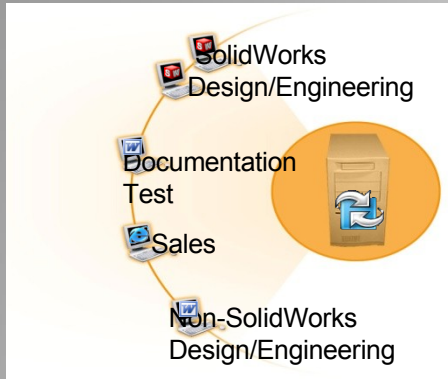 SolidWorks
Design/Engineering
Documentation
Test
Sales
Non-SolidWorks
Design/Engineering